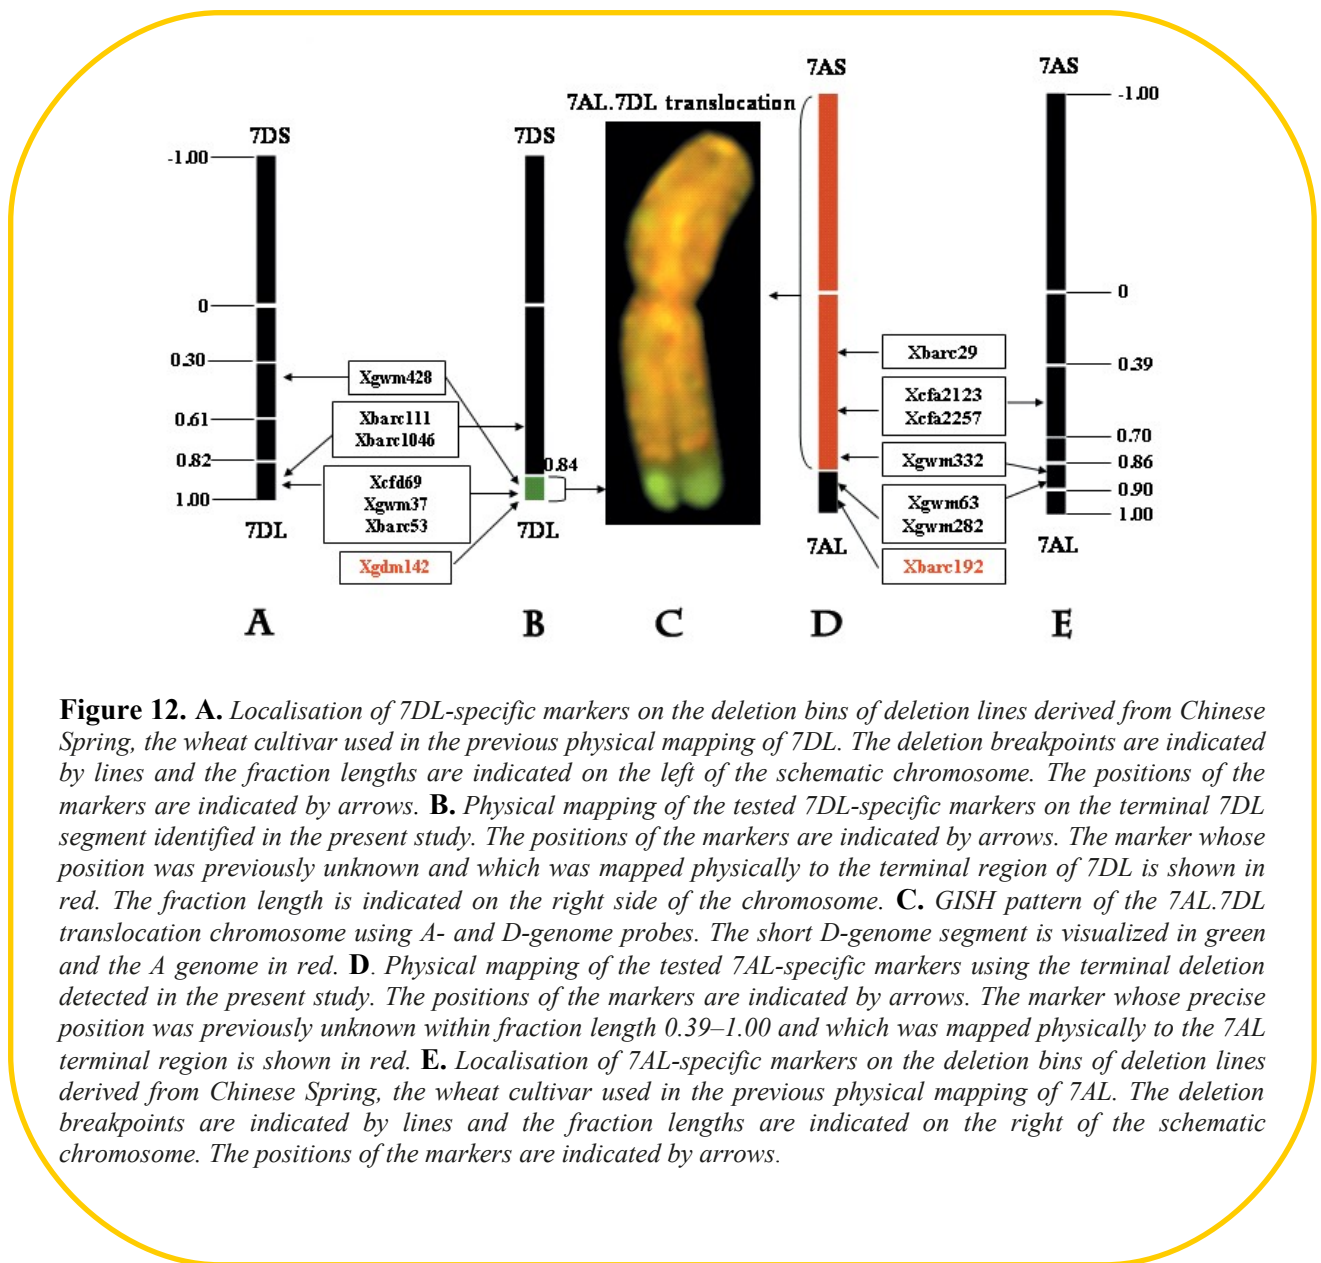 7AS
7AS
7AL.7DL translocation
-1.00
7DS
7DS
-1.00
0
0
0.30
Xgwm428
Xbarc29
0.39
Xcfa2123
Xcfa2257
0.61
Xbarc111
Xbarc1046
0.70
0.82
0.84
Xgwm332
0.86
Xcfd69
Xgwm37
Xbarc53
1.00
Xgwm63
Xgwm282
0.90
1.00
7DL
7DL
7AL
7AL
Xgdm142
Xbarc192
A
B
C
D
E
Figure 12. A. Localisation of 7DL-specific markers on the deletion bins of deletion lines derived from Chinese
Spring, the wheat cultivar used in the previous physical mapping of 7DL. The deletion breakpoints are indicated
by lines and the fraction lengths are indicated on the left of the schematic chromosome. The positions of the
markers are indicated by arrows. B. Physical mapping of the tested 7DL-specific markers on the terminal 7DL
segment identified in the present study. The positions of the markers are indicated by arrows. The marker whose
position was previously unknown and which was mapped physically to the terminal region of 7DL is shown in
red. The fraction length is indicated on the right side of the chromosome. C. GISH pattern of the 7AL.7DL
translocation chromosome using A- and D-genome probes. The short D-genome segment is visualized in green
and the A genome in red. D. Physical mapping of the tested 7AL-specific markers using the terminal deletion
detected in the present study. The positions of the markers are indicated by arrows. The marker whose precise
position was previously unknown within fraction length 0.39–1.00 and which was mapped physically to the 7AL
terminal region is shown in red. E. Localisation of 7AL-specific markers on the deletion bins of deletion lines
derived from Chinese Spring, the wheat cultivar used in the previous physical mapping of 7AL. The deletion
breakpoints are indicated by lines and the fraction lengths are indicated on the right of the schematic
chromosome. The positions of the markers are indicated by arrows.